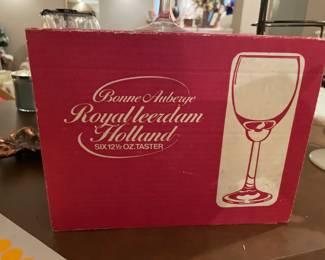 Bonne Auberge
Royal leerdam
Holland
SIX 12½ OZ. TASTER